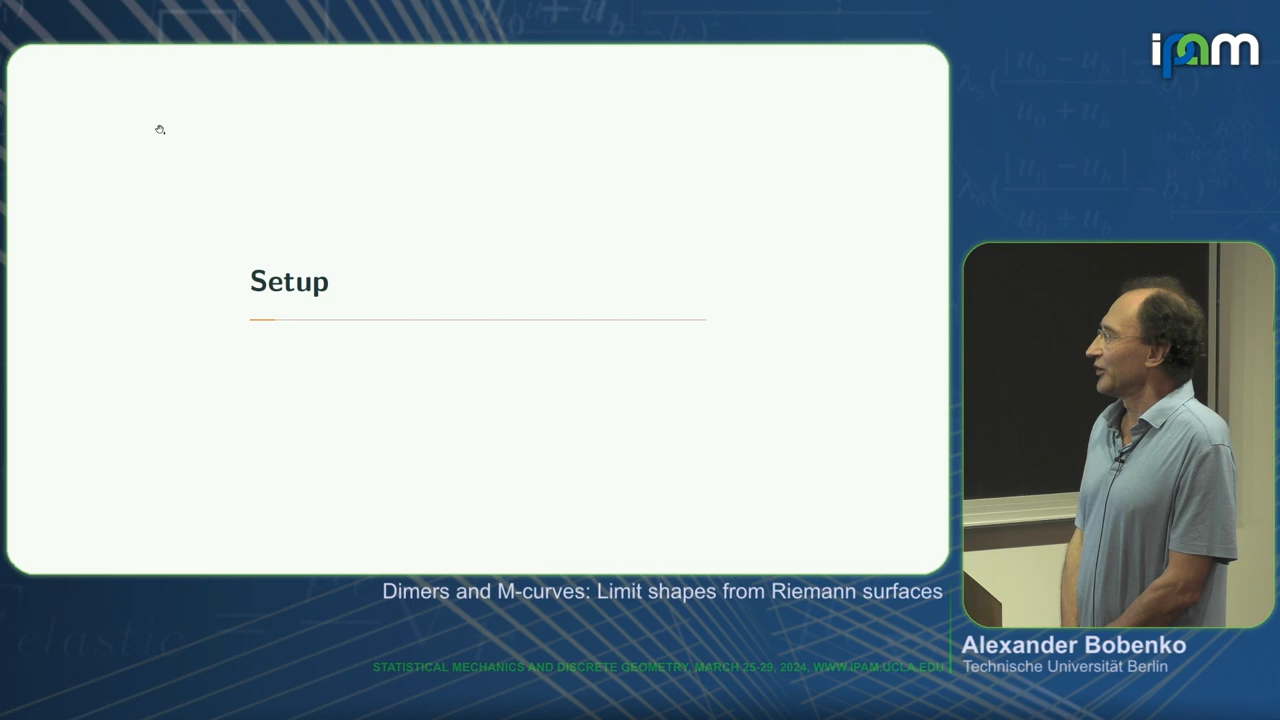 ipam
Setup
Dimers and M-curves: Limit shapes from Riemann surfaces
Alexander Bobenko
Technische Universität Berlin
STATISTICAL MECHANICS AND DISCRETE GEOMETRY, MARCH 25-29, 2024, WWW.IPAM.UCLA.EDU
elastic